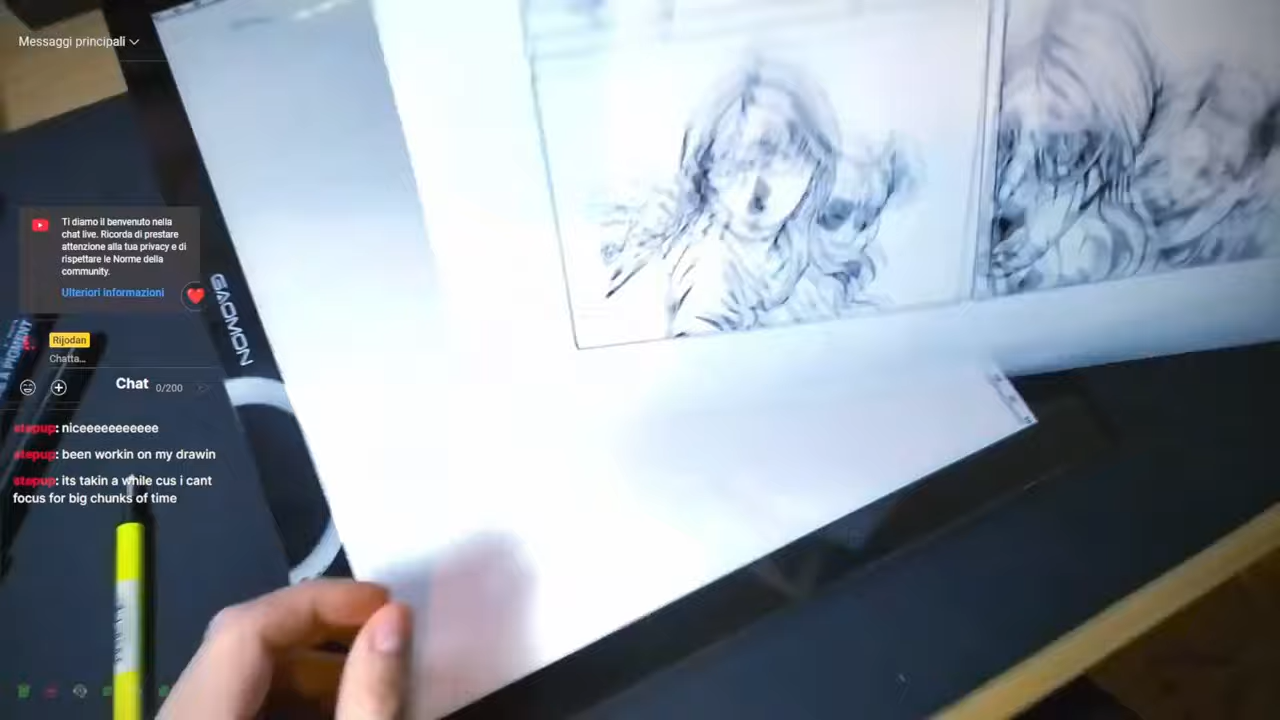 Messaggi principali
Ti diamo il benvenuto nella
chat live. Ricorda di prestare
attenzione alla tua privacy e di
rispettare le Norme della
community.
Ulteriori informazioni
GAOMON
Rijodan
Chatta...
Chat 0/200
stepup: niceeeeeeeeeee
stepup: been workin on my drawin
stepup: its takin a while cus i cant
focus for big chunks of time